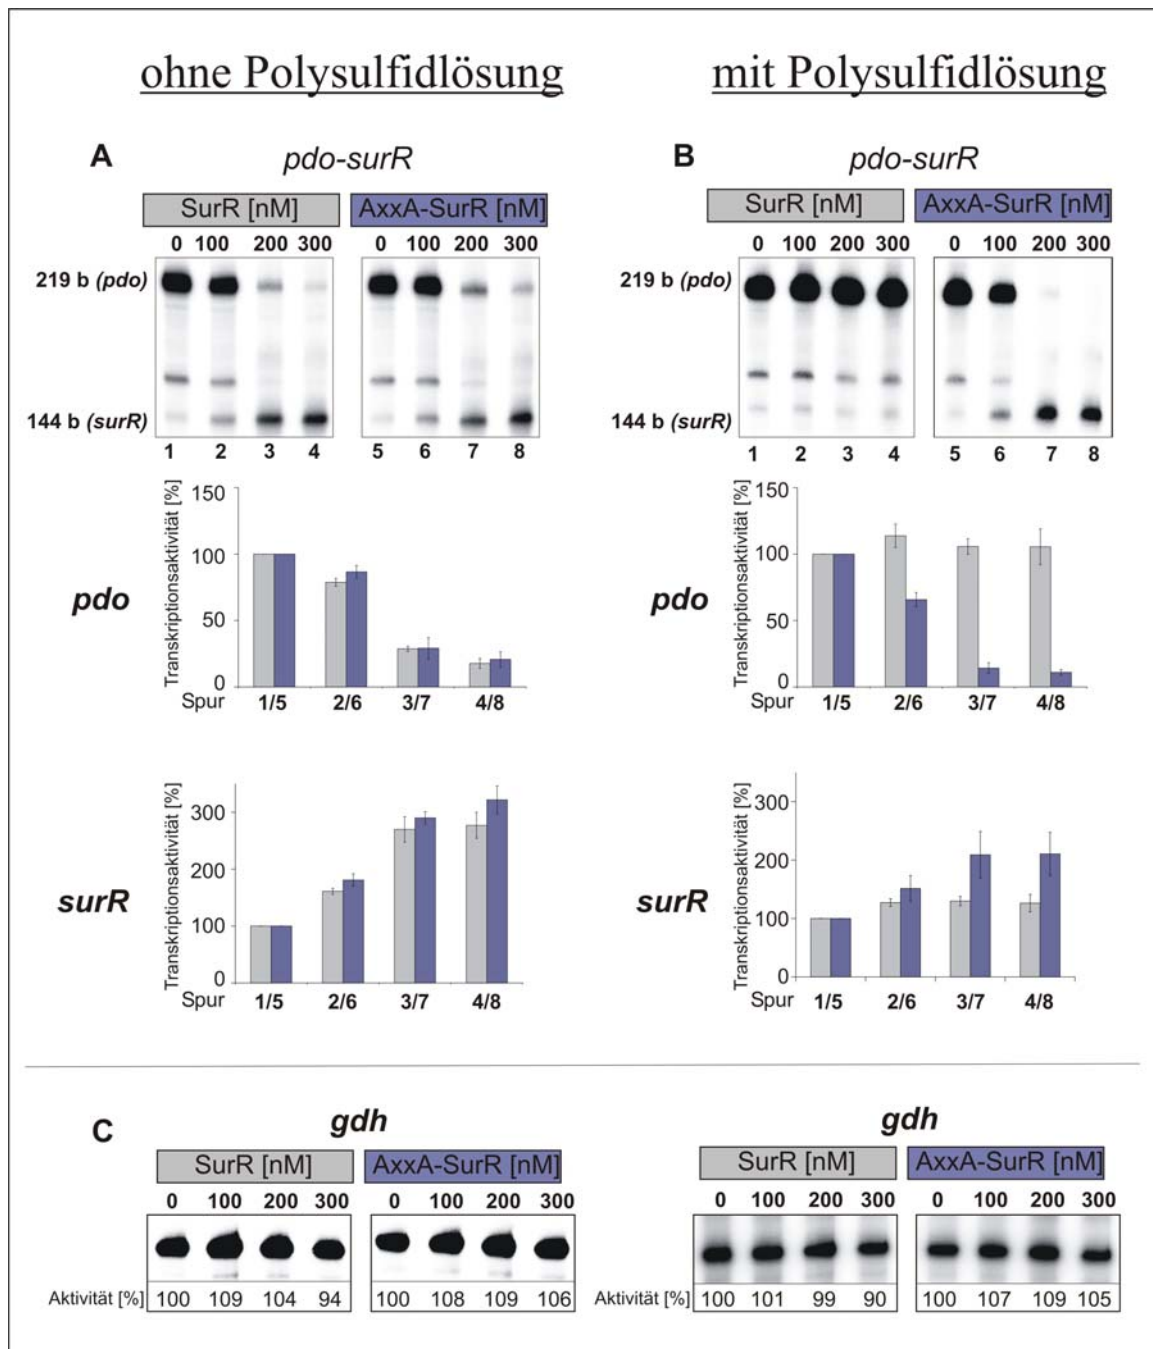 ohne Polysulfidlösung
mit Polysulfidlösung
A
pdo-surR
SurR [nM]
AxxA-SurR [nM]
0 100 200 300
0 100 200 300
219 b (pdo)
144 b (surR)
1 2 3 4
5 6 7 8
B
pdo-surR
SurR [nM]
AxxA-SurR [nM]
0 100 200 300
0 100 200 300
219 b (pdo)
144 b (surR)
1 2 3 4
5 6 7 8
pdo
Transkriptionsaktivität [%]
150
100
50
0
Spur 1/5 2/6 3/7 4/8
pdo
Transkriptionsaktivität [%]
150
100
50
0
Spur 1/5 2/6 3/7 4/8
surR
Transkriptionsaktivität [%]
300
200
100
0
Spur 1/5 2/6 3/7 4/8
surR
Transkriptionsaktivität [%]
300
200
100
0
Spur 1/5 2/6 3/7 4/8
C
gdh
SurR [nM]
AxxA-SurR [nM]
0 100 200 300
0 100 200 300
Aktivität [%] 100 109 104 94
100 108 109 106
gdh
SurR [nM]
AxxA-SurR [nM]
0 100 200 300
0 100 200 300
Aktivität [%] 100 101 99 90
100 107 109 105